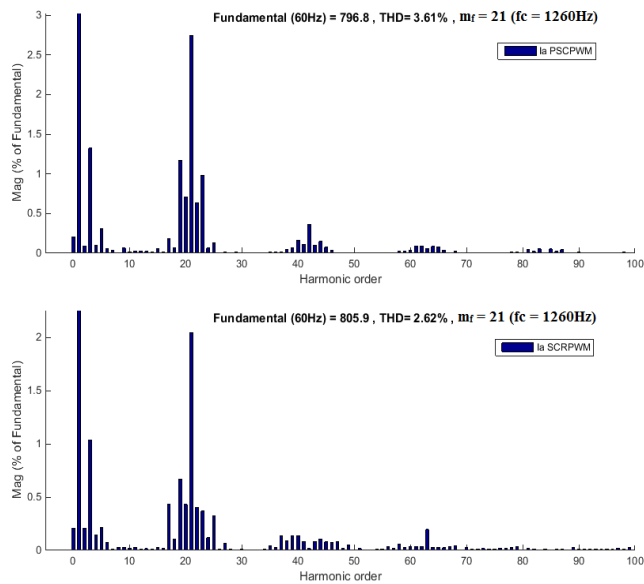 Fundamental (60Hz) = 796.8 , THD= 3.61% , mf = 21 (fc = 1260Hz)
Ia PSCPWM
Mag (% of Fundamental)
3
2.5
2
1.5
1
0.5
0
0 10 20 30 40 50 60 70 80 90 100
Harmonic order
Fundamental (60Hz) = 805.9 , THD= 2.62% , mf = 21 (fc = 1260Hz)
Ia SCRPWM
Mag (% of Fundamental)
2
1.5
1
0.5
0
0 10 20 30 40 50 60 70 80 90 100
Harmonic order